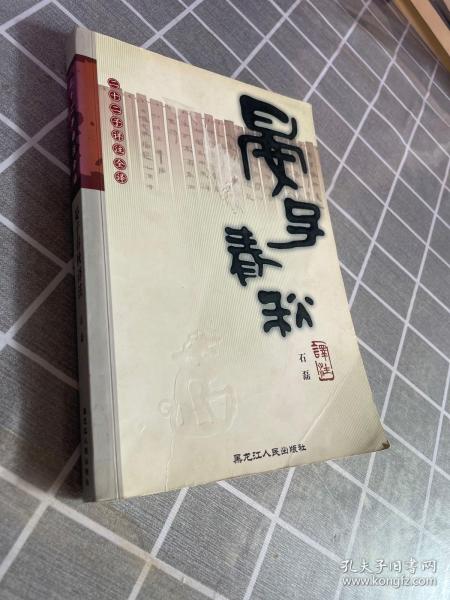 二十二子详注全译
晏子
春秋
譯注
石磊
黑龙江人民出版社
孔夫子旧书网
www.kongfz.com